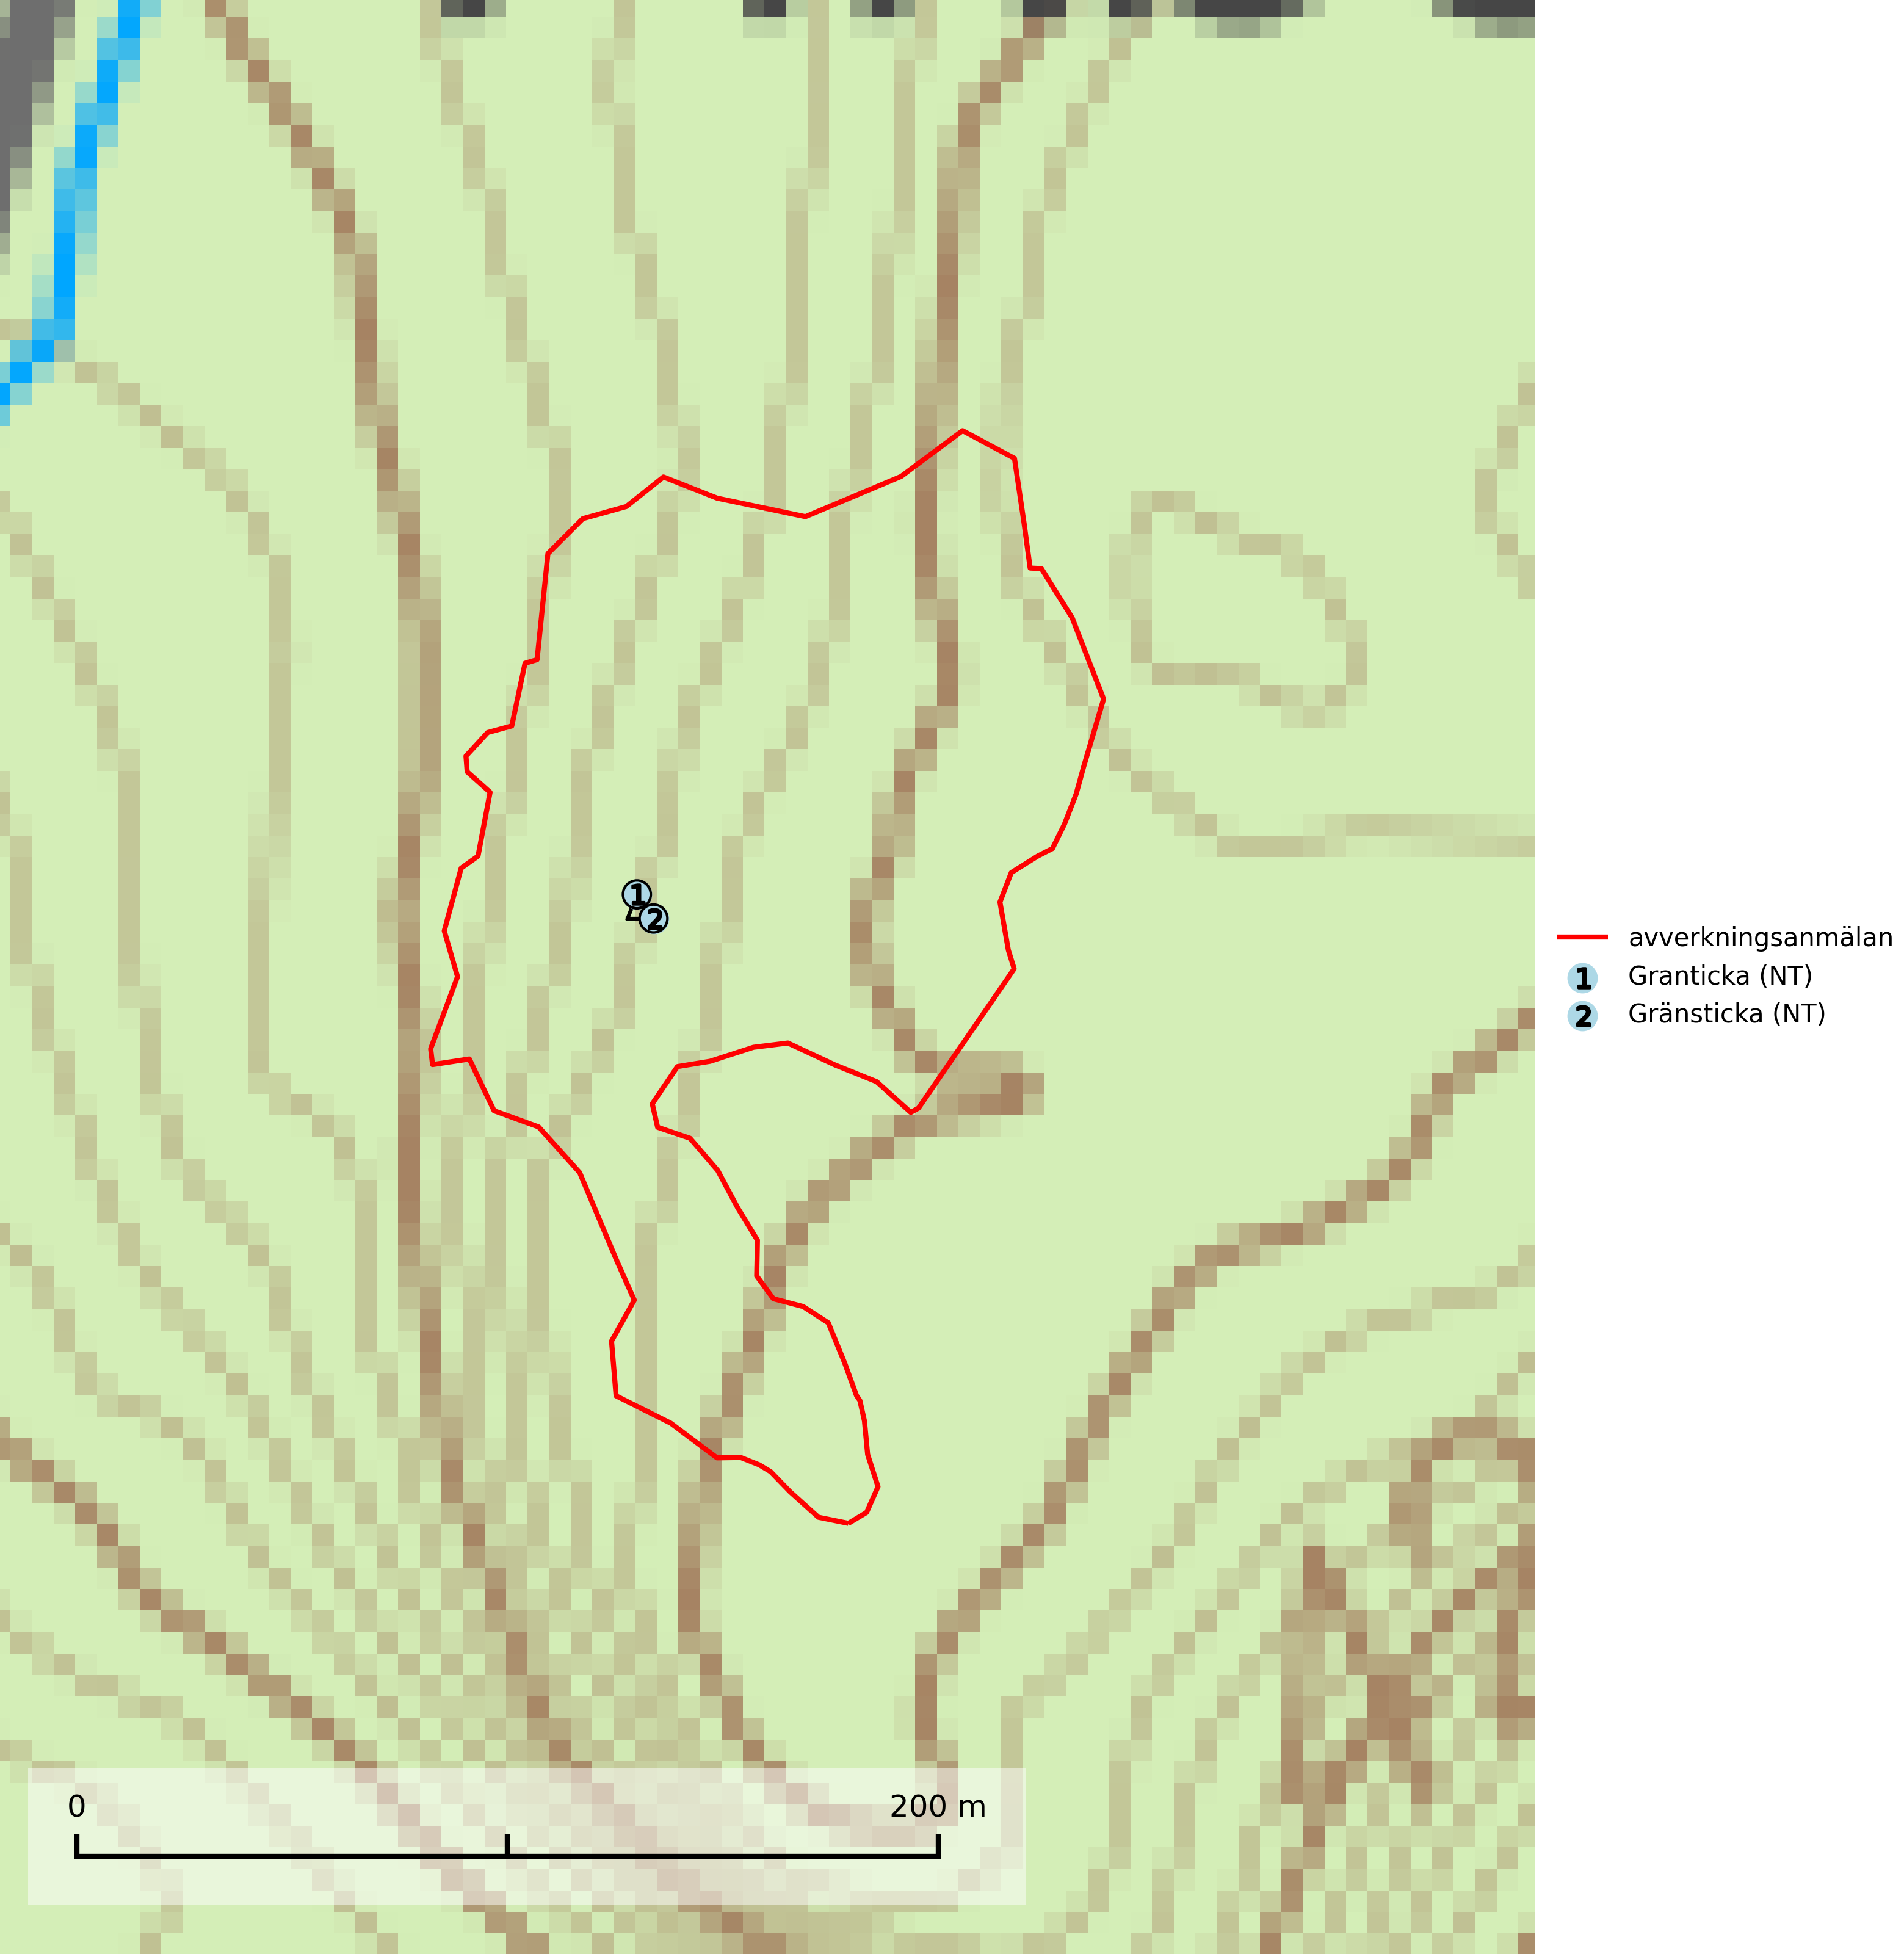 1
2
avverkningsanmälan
1 Granticka (NT)
2 Gränsticka (NT)
0 200 m